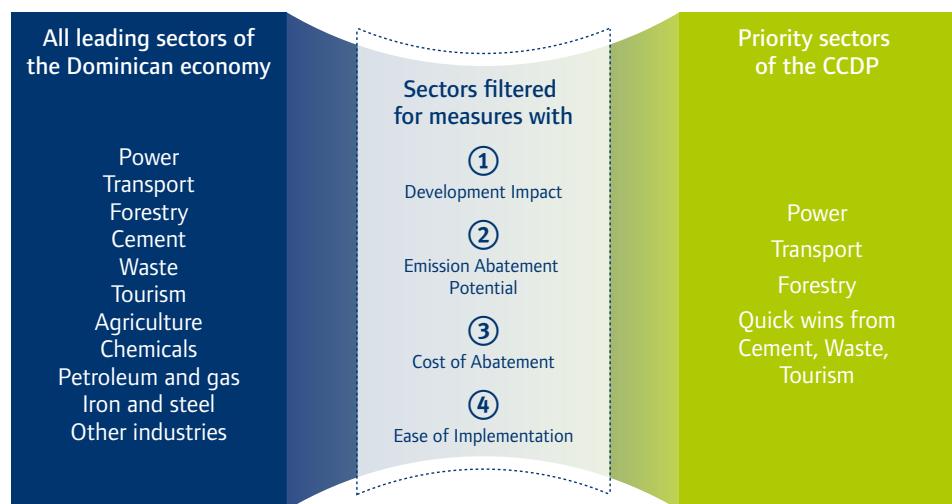 All leading sectors of
the Dominican economy
Power
Transport
Forestry
Cement
Waste
Tourism
Agriculture
Chemicals
Petroleum and gas
Iron and steel
Other industries
Sectors filtered
for measures with
1
Development Impact
2
Emission Abatement
Potential
3
Cost of Abatement
4
Ease of Implementation
Priority sectors
of the CCDP
Power
Transport
Forestry
Quick wins from
Cement, Waste,
Tourism